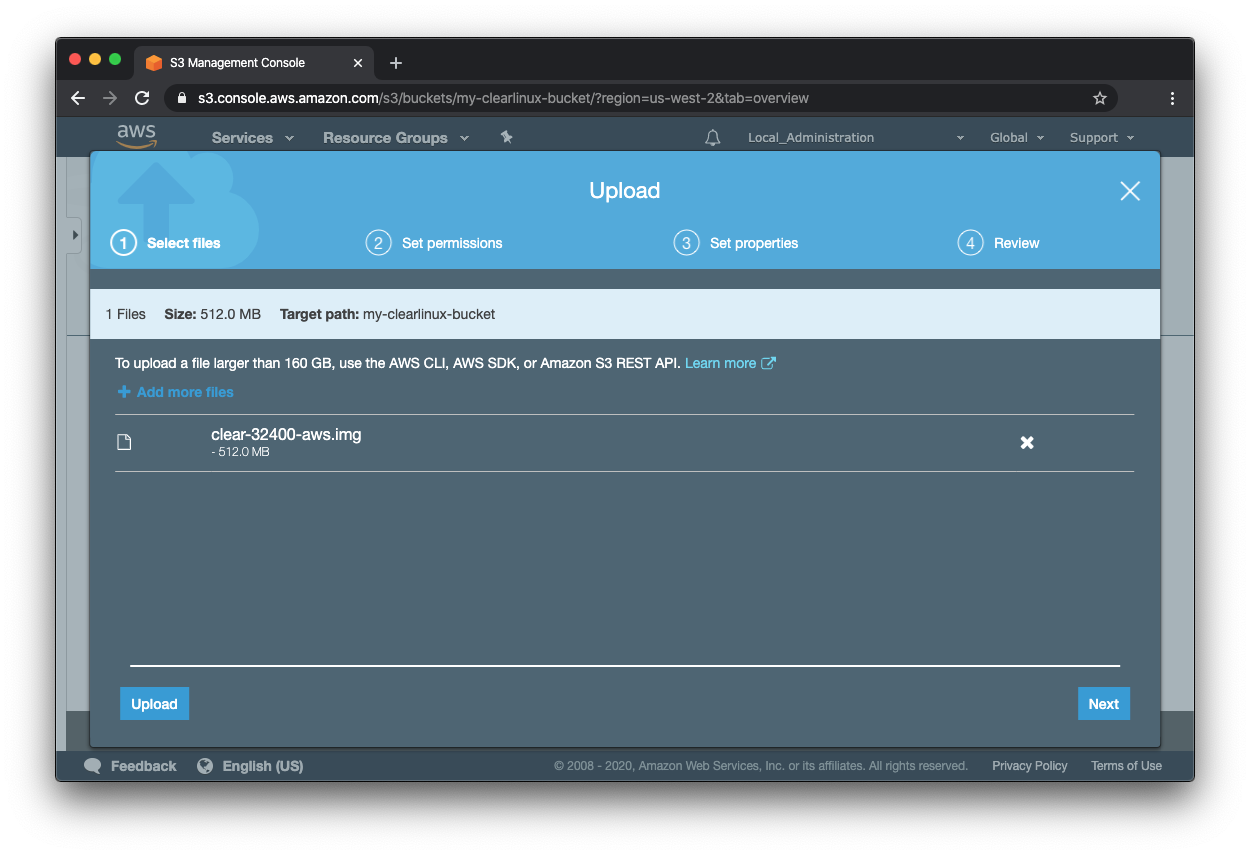 S3 Management Console
s3.console.aws.amazon.com/s3/buckets/my-clearlinux-bucket/?region=us-west-2&tab=overview
aws Services Resource Groups Local_Administration Global Support
Upload
1 Select files 2 Set permissions 3 Set properties 4 Review
1 Files Size: 512.0 MB Target path: my-clearlinux-bucket
To upload a file larger than 160 GB, use the AWS CLI, AWS SDK, or Amazon S3 REST API. Learn more
Add more files
clear-32400-aws.img
- 512.0 MB
Upload Next
Feedback English (US) © 2008 - 2020, Amazon Web Services, Inc. or its affiliates. All rights reserved. Privacy Policy Terms of Use